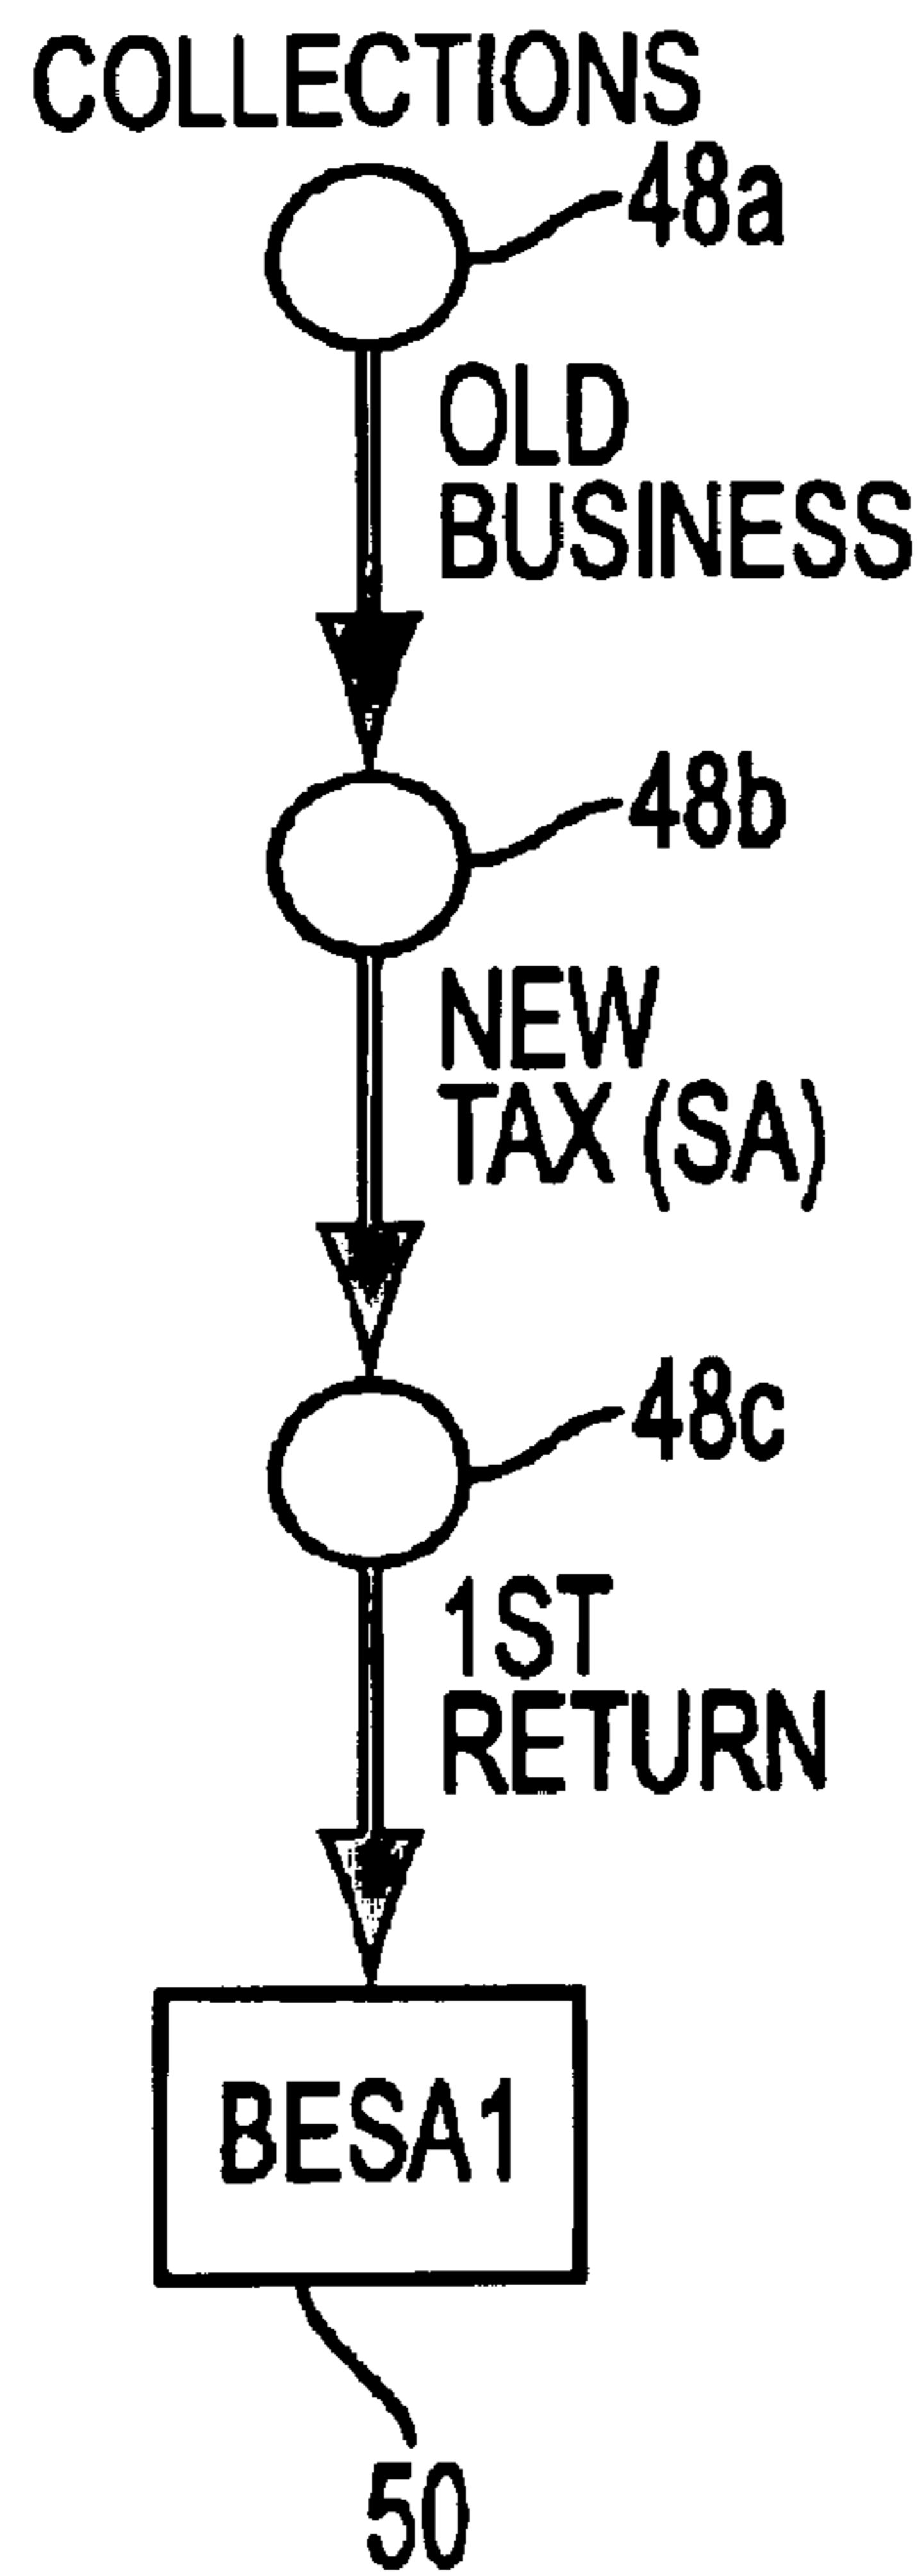 COLLECTIONS
48a
OLD
BUSINESS
48b
NEW
TAX (SA)
48c
1ST
RETURN
BESA1
50